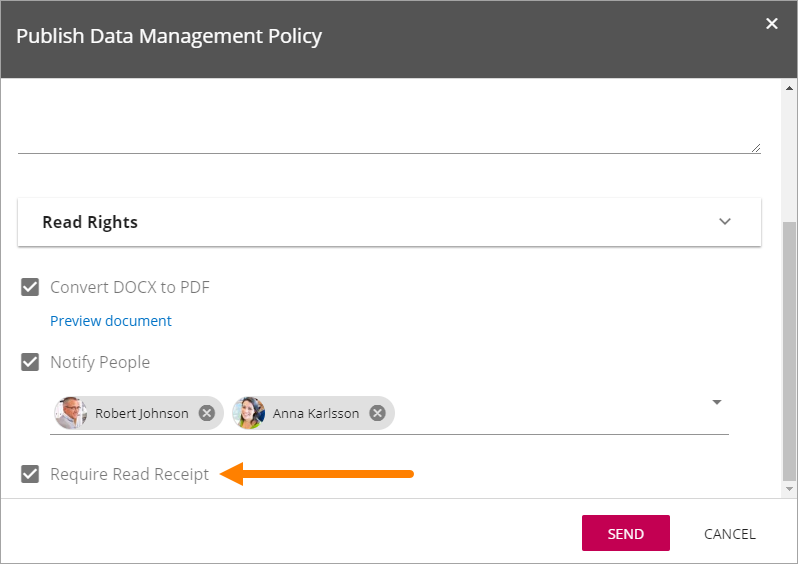 Publish Data Management Policy
Read Rights
Convert DOCX to PDF
Preview document
Notify People
Robert Johnson
Anna Karlsson
Require Read Receipt
SEND
CANCEL